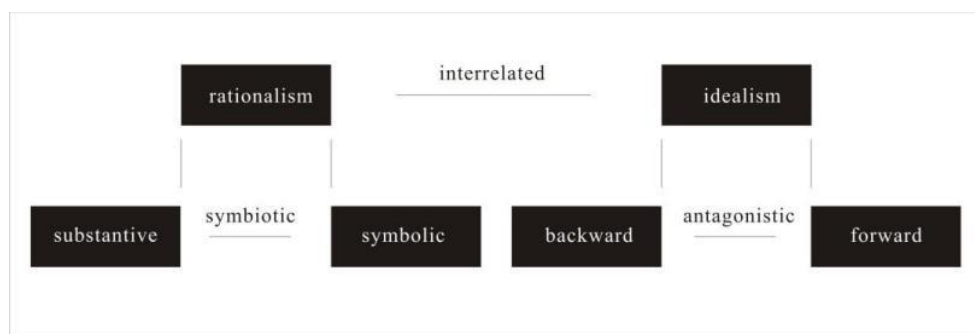 interrelated
rationalism
idealism
symbiotic
antagonistic
substantive
symbolic
backward
forward